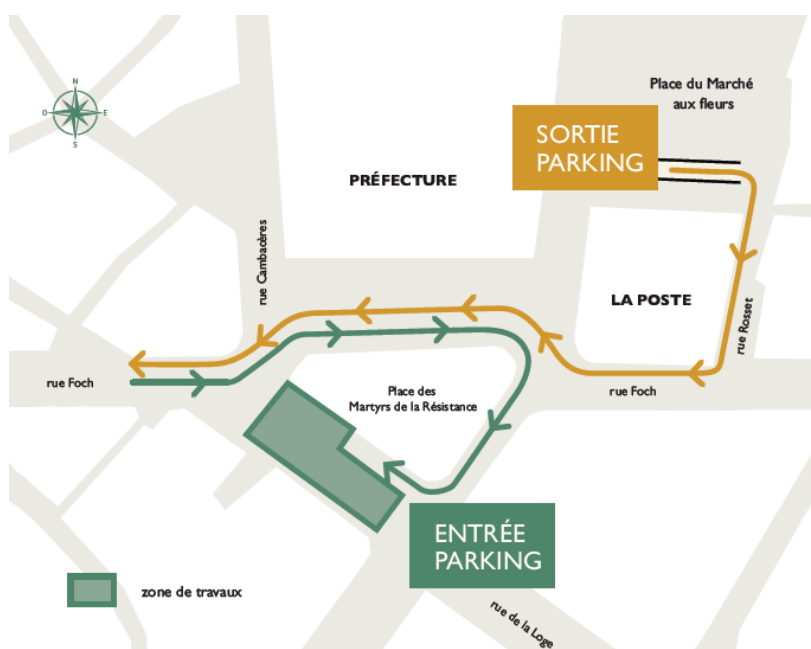 N
O
E
S
Place du Marché
aux fleurs
SORTIE
PARKING
PRÉFECTURE
rue Cambacères
LA POSTE
rue Rosset
rue Foch
Place des
Martyrs de la Résistance
rue Foch
ENTRÉE
PARKING
zone de travaux
rue de la Loge